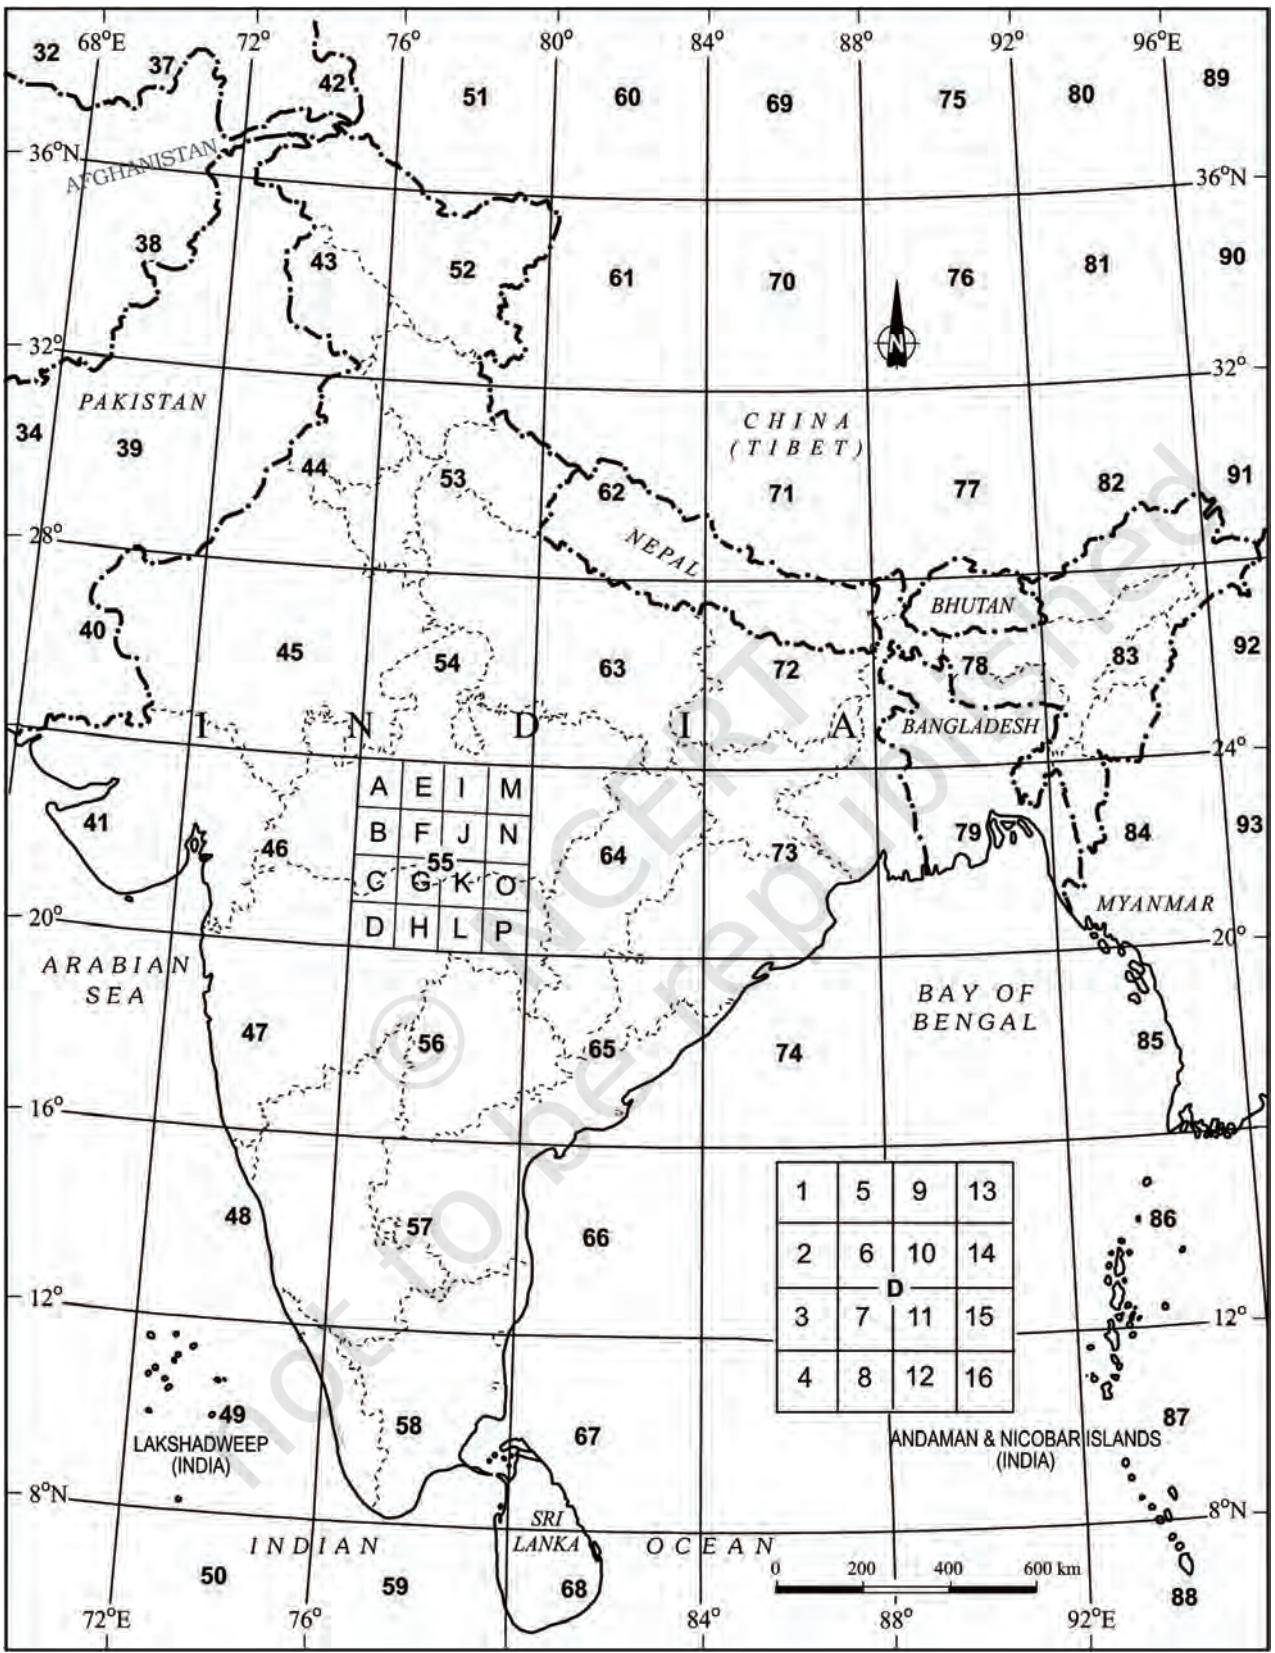 68°E 72° 76° 80° 84° 88° 92° 96°E
32 37 42 51 60 69 75 80 89
36°N
AFGHANISTAN
36°N
38 43 52 61 70 76 81 90
N
32°
32°
PAKISTAN
CHINA
(TIBET)
34 39 44 53 62 71 77 82 91
28°
NEPAL
BHUTAN
40 45 54 63 72 78 83 92
I N D I A
BANGLADESH
24°
A E I M
B F J N
55
C G K O
D H L P
41 46 64 73 79 84 93
MYANMAR
20°
20°
ARABIAN
SEA
BAY OF
BENGAL
47 56 65 74 85
16°
1 5 9 13
2 6 10 14
D
3 7 11 15
4 8 12 16
48 57 66 86
12°
12°
49 58 67 87
LAKSHADWEEP
(INDIA)
ANDAMAN & NICOBAR ISLANDS
(INDIA)
8°N
8°N
SRI
LANKA
INDIAN OCEAN
0 200 400 600 km
50 59 68 88
72°E 76° 84° 88° 92°E
© NCERT
not to be republished